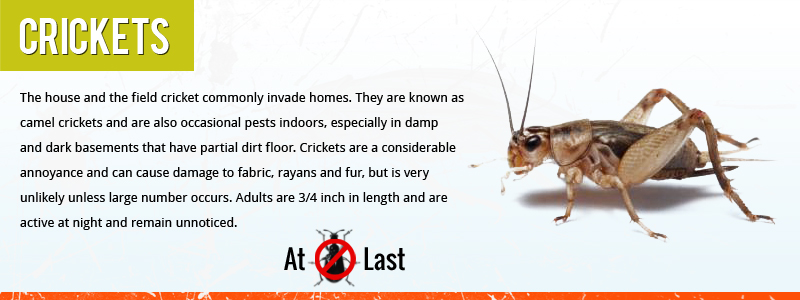 CRICKETS
The house and the field cricket commonly invade homes. They are known as
camel crickets and are also occasional pests indoors, especially in damp
and dark basements that have partial dirt floor. Crickets are a considerable
annoyance and can cause damage to fabric, rayans and fur, but is very
unlikely unless large number occurs. Adults are 3/4 inch in length and are
active at night and remain unnoticed.
At Last